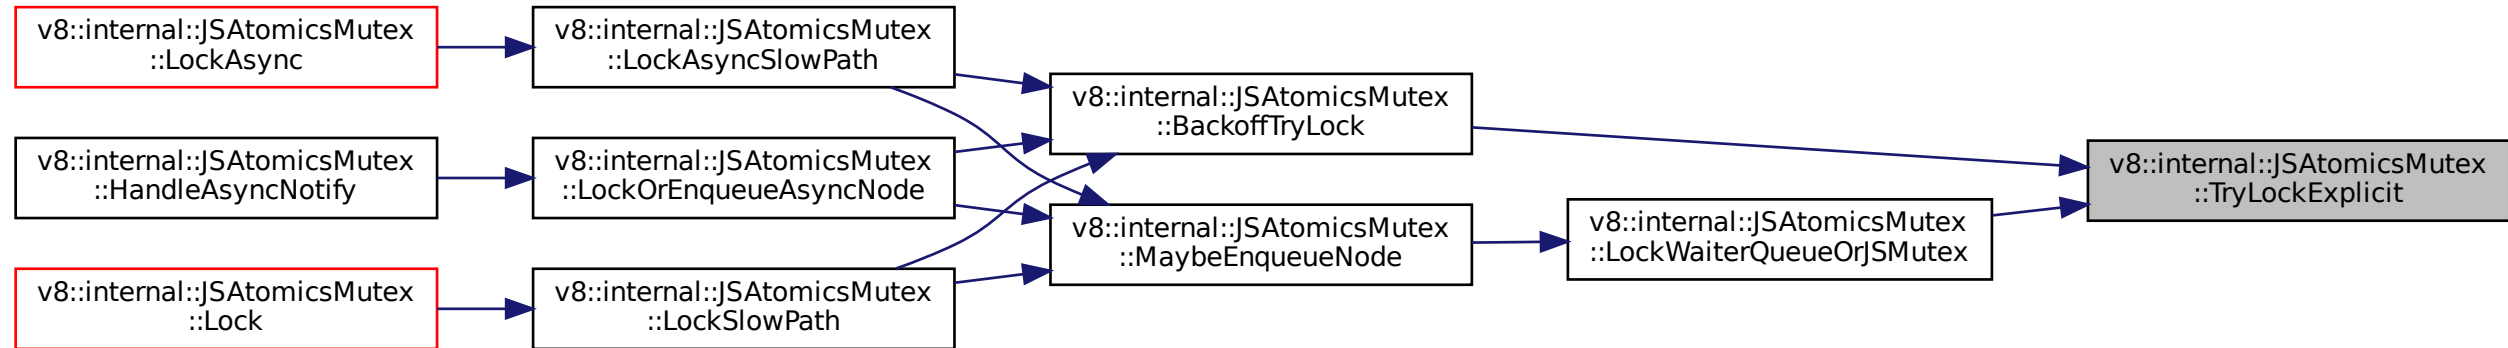 v8::internal::JSAtomicsMutex
::LockAsync
v8::internal::JSAtomicsMutex
::HandleAsyncNotify
v8::internal::JSAtomicsMutex
::Lock
v8::internal::JSAtomicsMutex
::LockAsyncSlowPath
v8::internal::JSAtomicsMutex
::LockOrEnqueueAsyncNode
v8::internal::JSAtomicsMutex
::LockSlowPath
v8::internal::JSAtomicsMutex
::BackoffTryLock
v8::internal::JSAtomicsMutex
::MaybeEnqueueNode
v8::internal::JSAtomicsMutex
::LockWaiterQueueOrJSMutex
v8::internal::JSAtomicsMutex
::TryLockExplicit